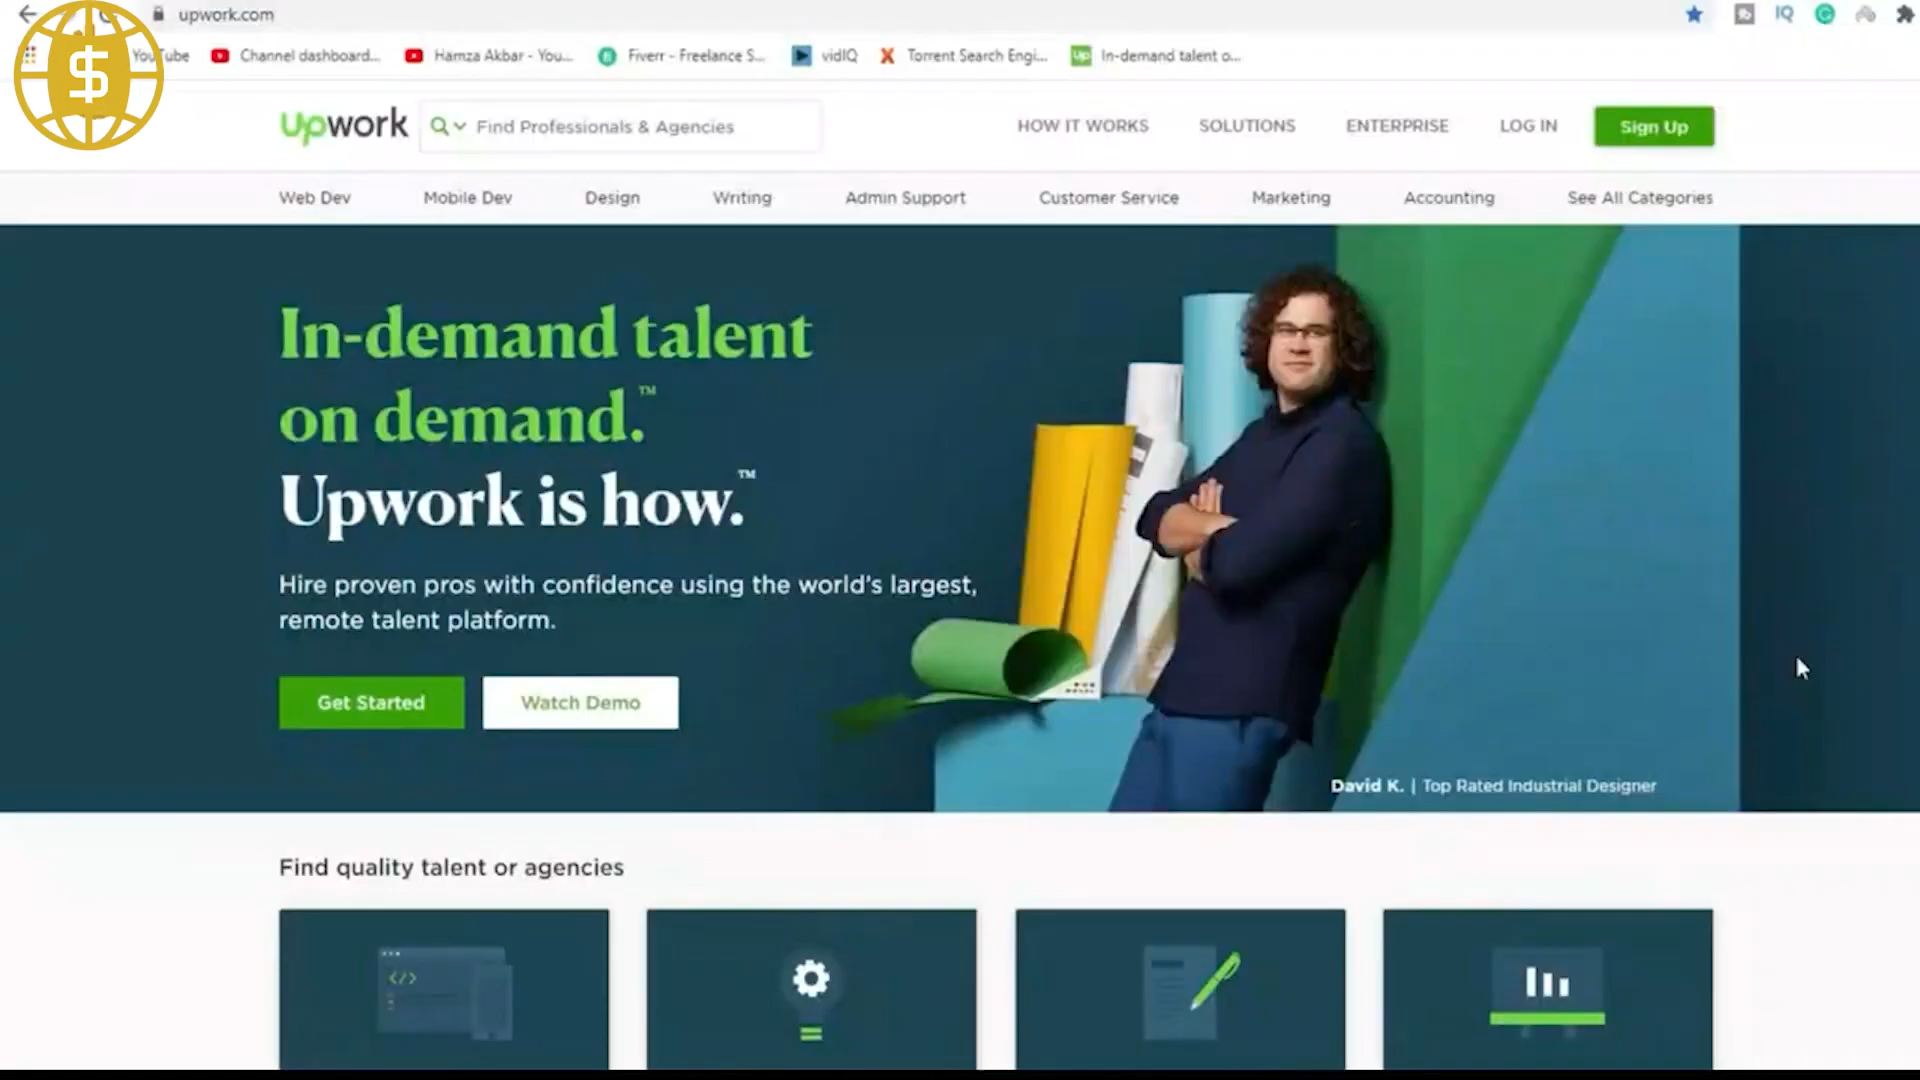 upwork.com
YouTube
Channel dashboard...
Hamza Akbar - You...
Fiverr - Freelance S...
vidIQ
Torrent Search Engi...
In-demand talent o...
upwork
Find Professionals & Agencies
HOW IT WORKS
SOLUTIONS
ENTERPRISE
LOG IN
Sign Up
Web Dev
Mobile Dev
Design
Writing
Admin Support
Customer Service
Marketing
Accounting
See All Categories
In-demand talent
on demand.™
Upwork is how.™
Hire proven pros with confidence using the world's largest,
remote talent platform.
Get Started
Watch Demo
David K. | Top Rated Industrial Designer
Find quality talent or agencies